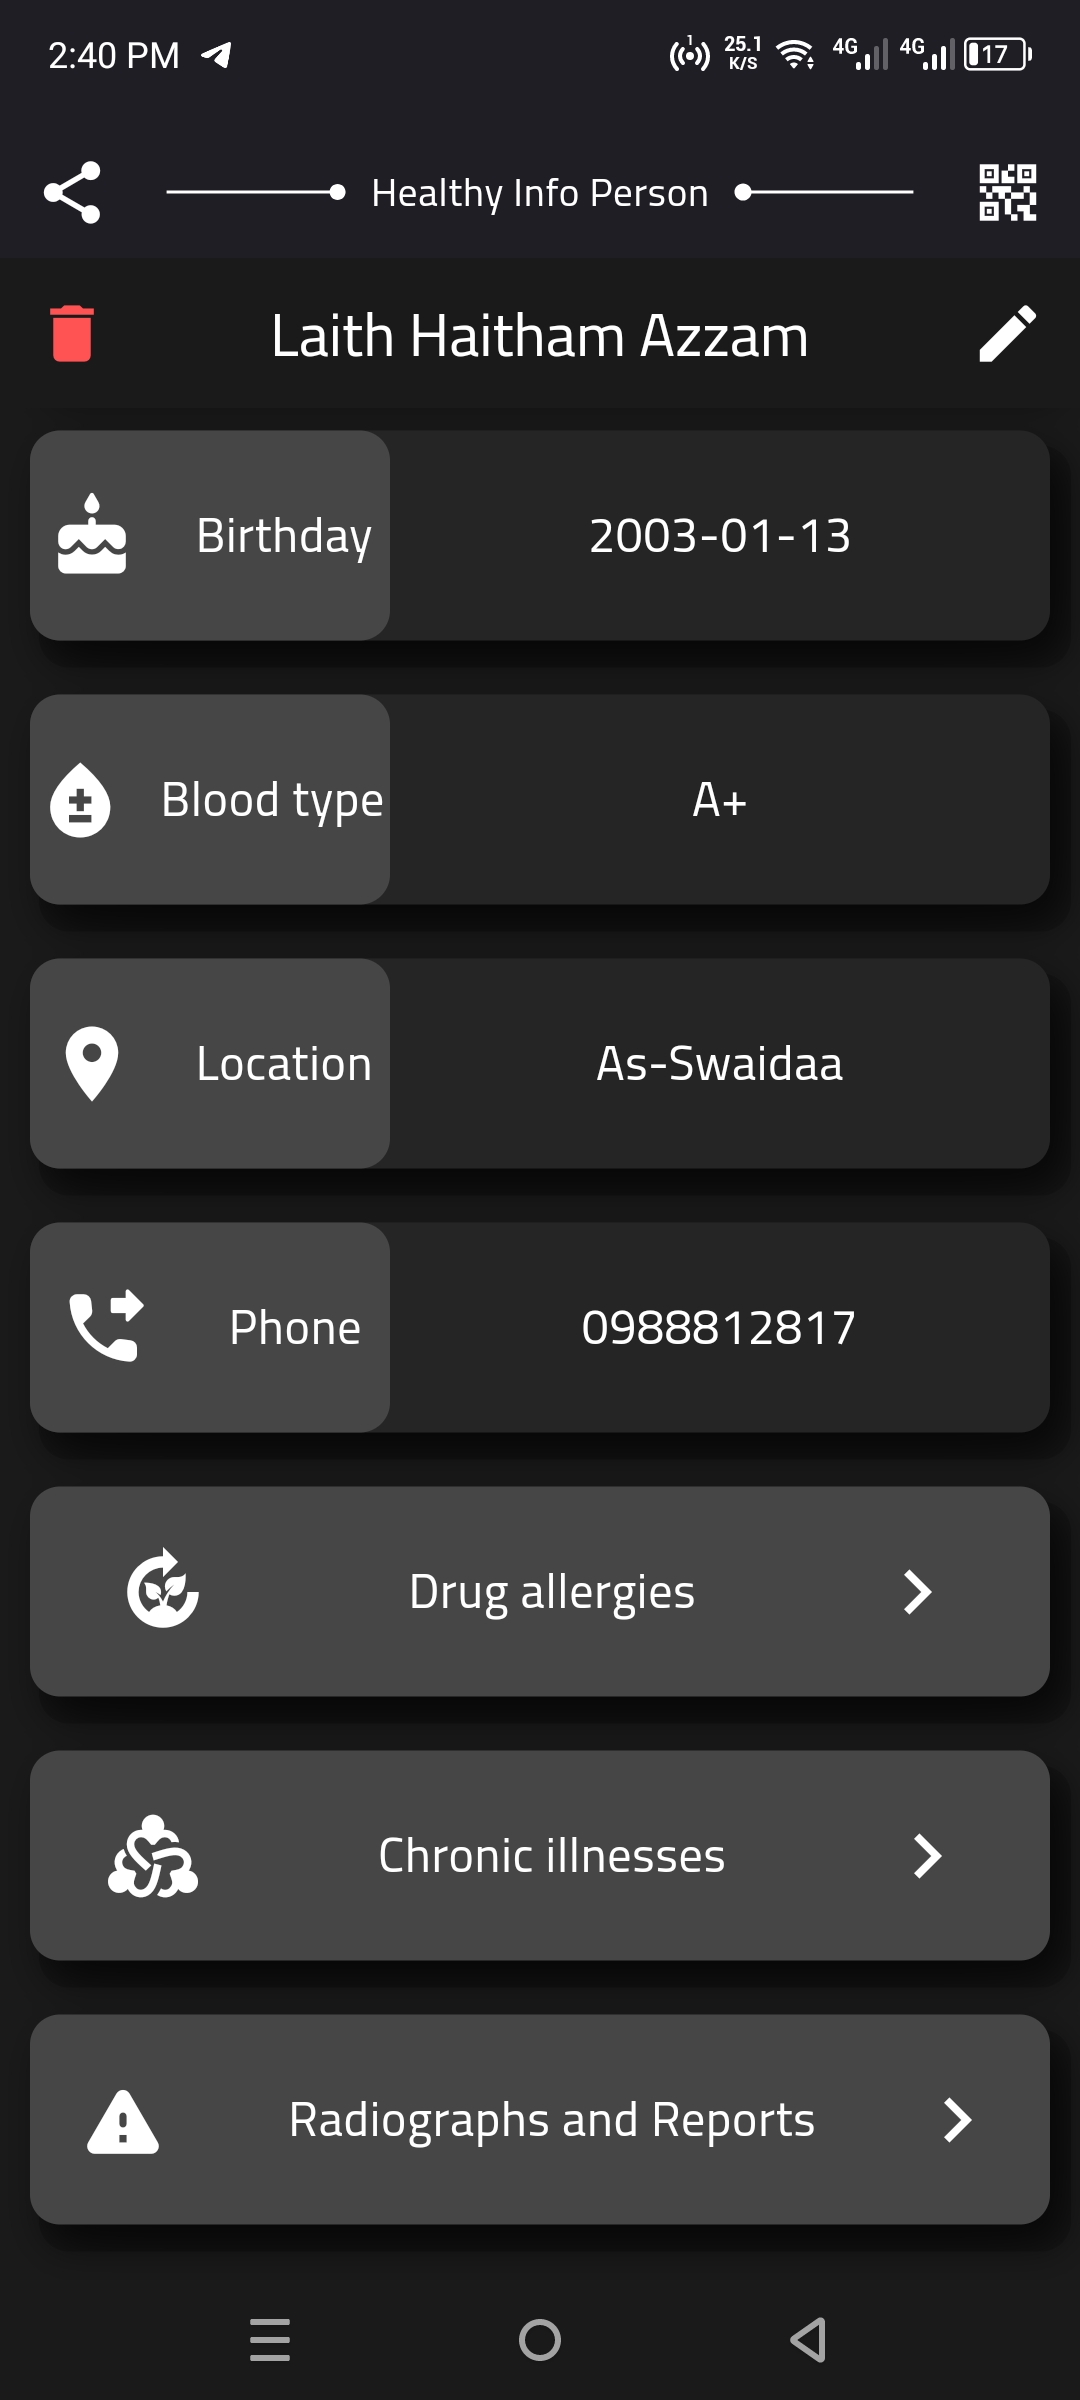 2:40 PM
1
25.1
K/S
4G
4G
17
Healthy Info Person
Laith Haitham Azzam
Birthday
2003-01-13
Blood type
A+
Location
As-Swaidaa
Phone
0988812817
Drug allergies
Chronic illnesses
Radiographs and Reports